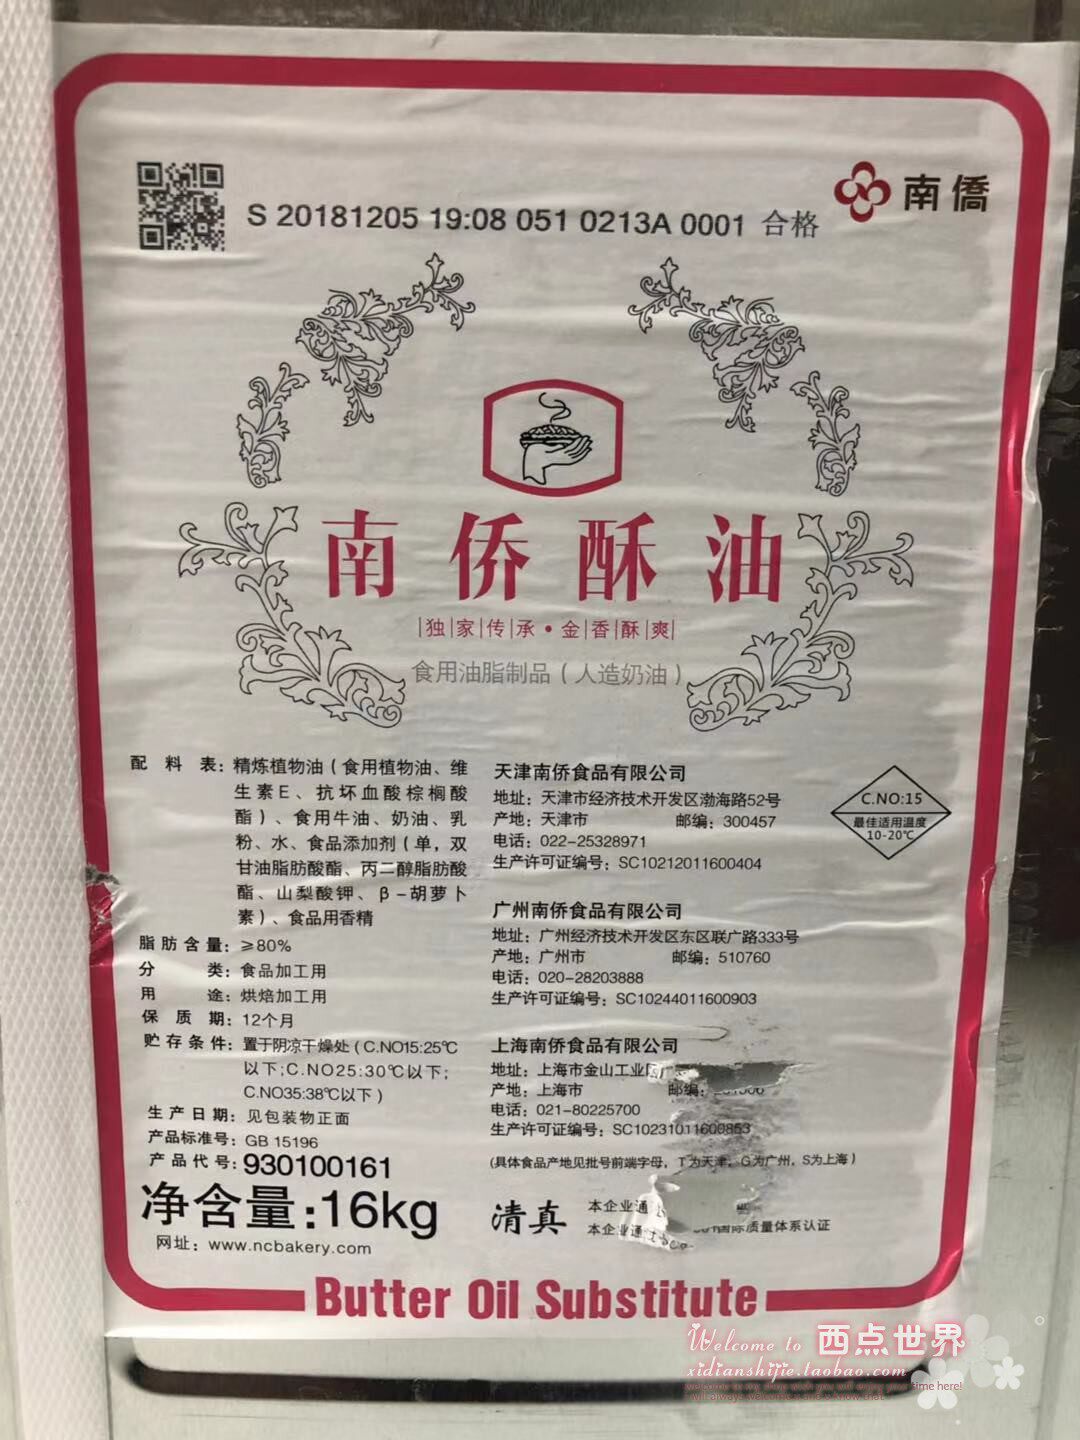 南僑
S 20181205 19:08 051 0213A 0001 合格
南侨酥油
独家传承·金香酥爽
食用油脂制品(人造奶油)
配料表:精炼植物油(食用植物油、维
生素E、抗坏血酸棕榈酸
酯)、食用牛油、奶油、乳
粉、水、食品添加剂(单,双
甘油脂肪酸酯、丙二醇脂肪酸
酯、山梨酸钾、β-胡萝卜
素)、食品用香精
脂肪含量:≥80%
分类:食品加工用
用途:烘焙加工用
保质期:12个月
贮存条件:置于阴凉干燥处(C.NO15:25℃
以下;C.NO25:30℃以下;
C.NO35:38℃以下)
生产日期:见包装物正面
产品标准号:GB 15196
产品代号:930100161
净含量:16kg
网址:www.ncbakery.com
天津南侨食品有限公司
地址:天津市经济技术开发区渤海路52号
产地:天津市 邮编:300457
电话:022-25328971
生产许可证编号:SC10212011600404
广州南侨食品有限公司
地址:广州经济技术开发区东区联广路333号
产地:广州市 邮编:510760
电话:020-28203888
生产许可证编号:SC10244011600903
上海南侨食品有限公司
地址:上海市金山工业区
产地:上海市 邮编:
电话:021-80225700
生产许可证编号:SC10231011600853
(具体食品产地见批号前端字母,T为天津,G为广州,S为上海)
清真
本企业通过
本企业通过 国际质量体系认证
C.NO:15
最佳适用温度
10-20℃
Butter Oil Substitute
Welcome to 西点世界
xidianshijie.taobao.com
welcome to my shop wish you will enjoy your time here!